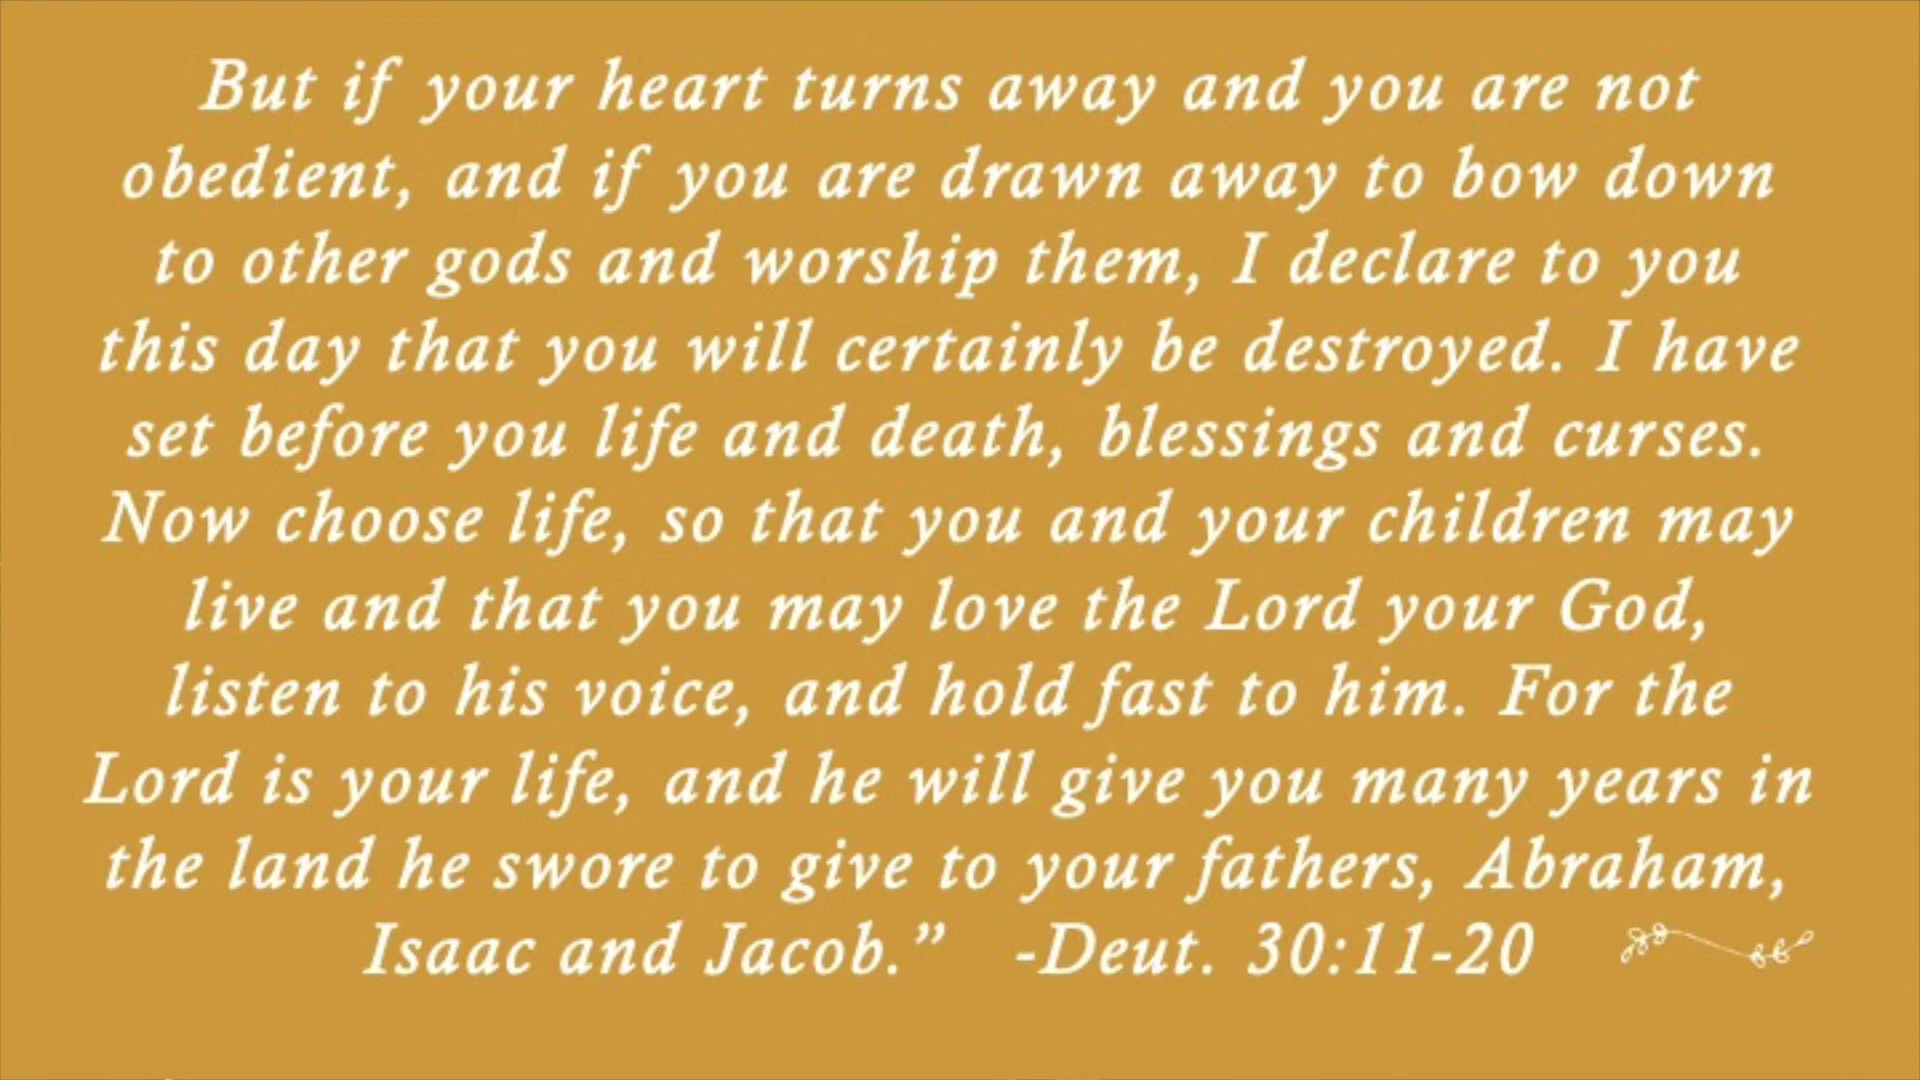 But if your heart turns away and you are not
obedient, and if you are drawn away to bow down
to other gods and worship them, I declare to you
this day that you will certainly be destroyed. I have
set before you life and death, blessings and curses.
Now choose life, so that you and your children may
live and that you may love the Lord your God,
listen to his voice, and hold fast to him. For the
Lord is your life, and he will give you many years in
the land he swore to give to your fathers, Abraham,
Isaac and Jacob.” -Deut. 30:11-20